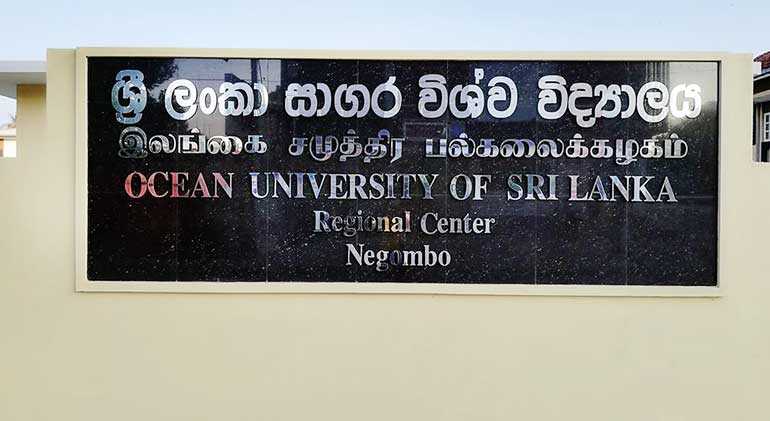 ශ්‍රී ලංකා සාගර විශ්ව විද්‍යාලය
இலங்கை சமுத்திர பல்கலைக்கழகம்
OCEAN UNIVERSITY OF SRI LANKA
Regional Center
Negombo